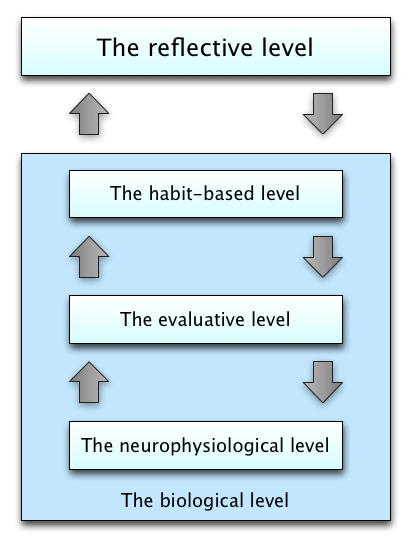 The reflective level
The habit-based level
The evaluative level
The neurophysiological level
The biological level